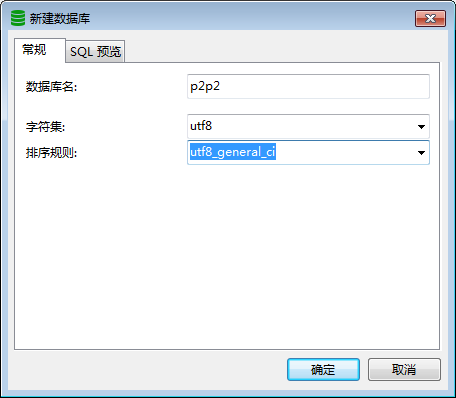 新建数据库
常规 SQL 预览
数据库名: p2p2
字符集: utf8
排序规则: utf8_general_ci
确定 取消